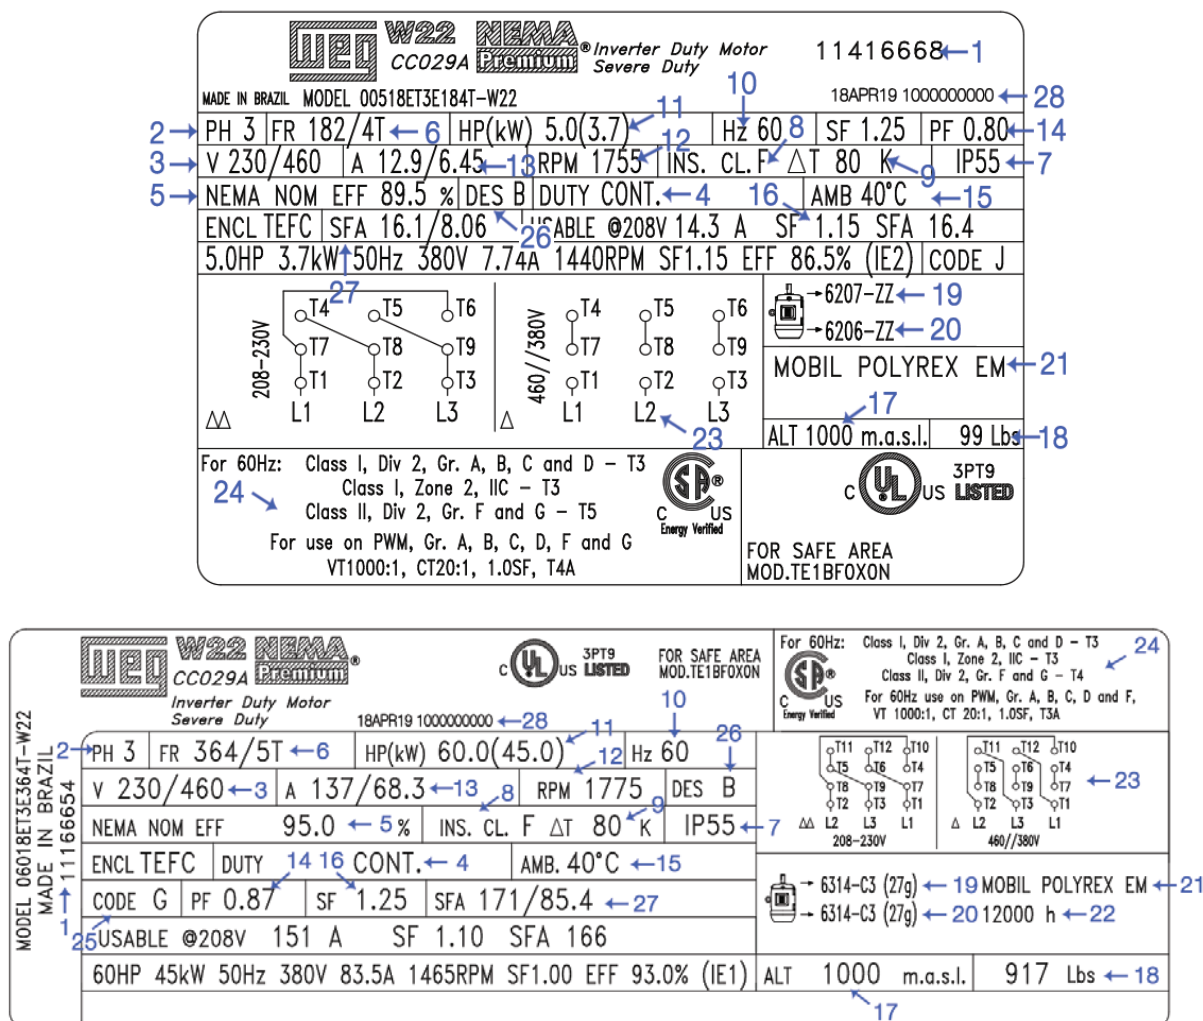 WEG W22 NEMA Premium®
CC029A
Inverter Duty Motor
Severe Duty
11416668 1
10
MADE IN BRAZIL MODEL 00518ET3E184T-W22
18APR19 1000000000 28
2 PH 3 FR 182/4T 6 HP(kW) 5.0(3.7) 11 Hz 60 8 SF 1.25 PF 0.80 14
3 V 230/460 A 12.9/6.45 13 RPM 1755 12 INS. CL. F ΔT 80 K 9 IP55 7
5 NEMA NOM EFF 89.5 % DES B DUTY CONT. 4 16 AMB 40°C 15
ENCL TEFC SFA 16.1/8.06 26 USABLE @208V 14.3 A SF 1.15 SFA 16.4
5.0HP 3.7kW 50Hz 380V 7.74A 1440RPM SF1.15 EFF 86.5% (IE2) CODE J
27
208-230V
T4 T5 T6
T7 T8 T9
T1 T2 T3
ΔΔ L1 L2 L3
460//380V
T4 T5 T6
T7 T8 T9
T1 T2 T3
Δ L1 L2 L3
23
6207-ZZ 19
6206-ZZ 20
MOBIL POLYREX EM 21
17
ALT 1000 m.a.s.l. 99 Lbs 18
For 60Hz: Class I, Div 2, Gr. A, B, C and D - T3
24 Class I, Zone 2, IIC - T3
Class II, Div 2, Gr. F and G - T5
For use on PWM, Gr. A, B, C, D, F and G
VT1000:1, CT20:1, 1.0SF, T4A
SA®
C US
Energy Verified
C UL US 3PT9
LISTED
FOR SAFE AREA
MOD.TE1BFOXON
WEG W22 NEMA Premium®
CC029A
Inverter Duty Motor
Severe Duty
C UL US 3PT9
LISTED
FOR SAFE AREA
MOD.TE1BFOXON
18APR19 1000000000 28
10
For 60Hz: Class I, Div 2, Gr. A, B, C and D - T3
Class I, Zone 2, IIC - T3
Class II, Div 2, Gr. F and G - T4
For 60Hz use on PWM, Gr. A, B, C, D and F,
VT 1000:1, CT 20:1, 1.0SF, T3A
24
SA®
C US
Energy Verified
MODEL 06018ET3E364T-W22
MADE IN BRAZIL
11166654
1
2 PH 3 FR 364/5T 6 HP(kW) 60.0(45.0) 11 Hz 60
12 26
V 230/460 3 A 137/68.3 13 8 RPM 1775 DES B
NEMA NOM EFF 95.0 5 % INS. CL. F ΔT 80 9 K IP55 7
ENCL TEFC DUTY 14 16 CONT. 4 AMB. 40°C 15
CODE G PF 0.87 SF 1.25 SFA 171/85.4 27
25
USABLE @208V 151 A SF 1.10 SFA 166
60HP 45kW 50Hz 380V 83.5A 1465RPM SF1.00 EFF 93.0% (IE1)
T11 T12 T10
T5 T6 T4
T8 T9 T7
T2 T3 T1
ΔΔ L2 L3 L1
208-230V
T11 T12 T10
T5 T6 T4
T8 T9 T7
T2 T3 T1
Δ L2 L3 L1
460//380V
23
6314-C3 (27g) 19 MOBIL POLYREX EM 21
6314-C3 (27g) 20 12000 h 22
ALT 1000 m.a.s.l. 917 Lbs 18
17